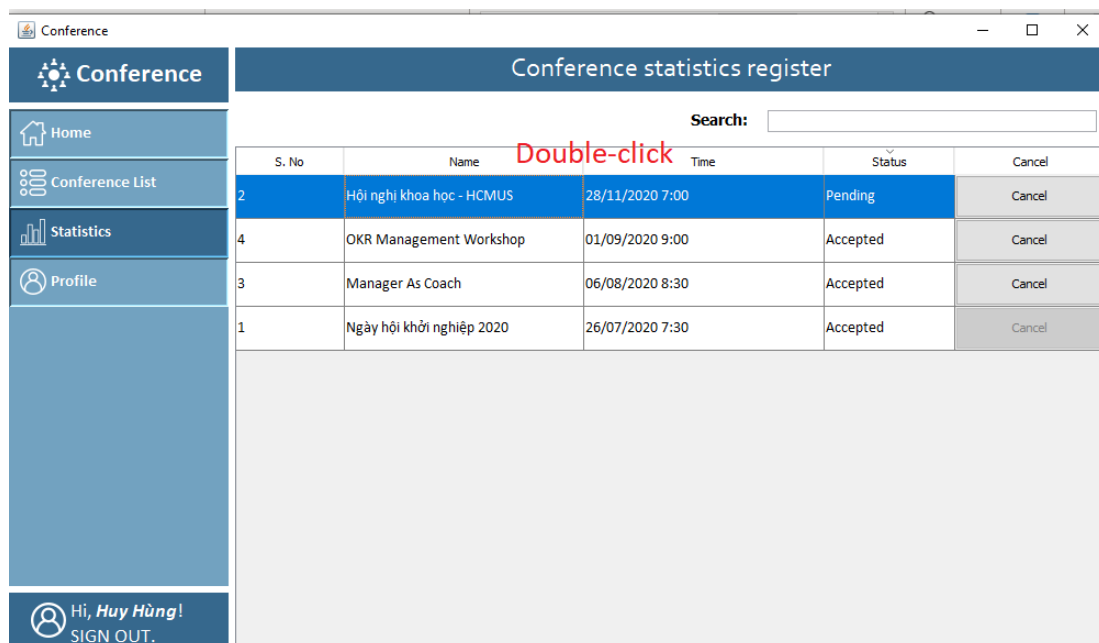 Conference
Conference
Conference statistics register
Home
Conference List
Statistics
Profile
Search:
Double-click
S. No Name Time Status Cancel
2 Hội nghị khoa học - HCMUS 28/11/2020 7:00 Pending Cancel
4 OKR Management Workshop 01/09/2020 9:00 Accepted Cancel
3 Manager As Coach 06/08/2020 8:30 Accepted Cancel
1 Ngày hội khởi nghiệp 2020 26/07/2020 7:30 Accepted Cancel
Hi, Huy Hùng!
SIGN OUT.